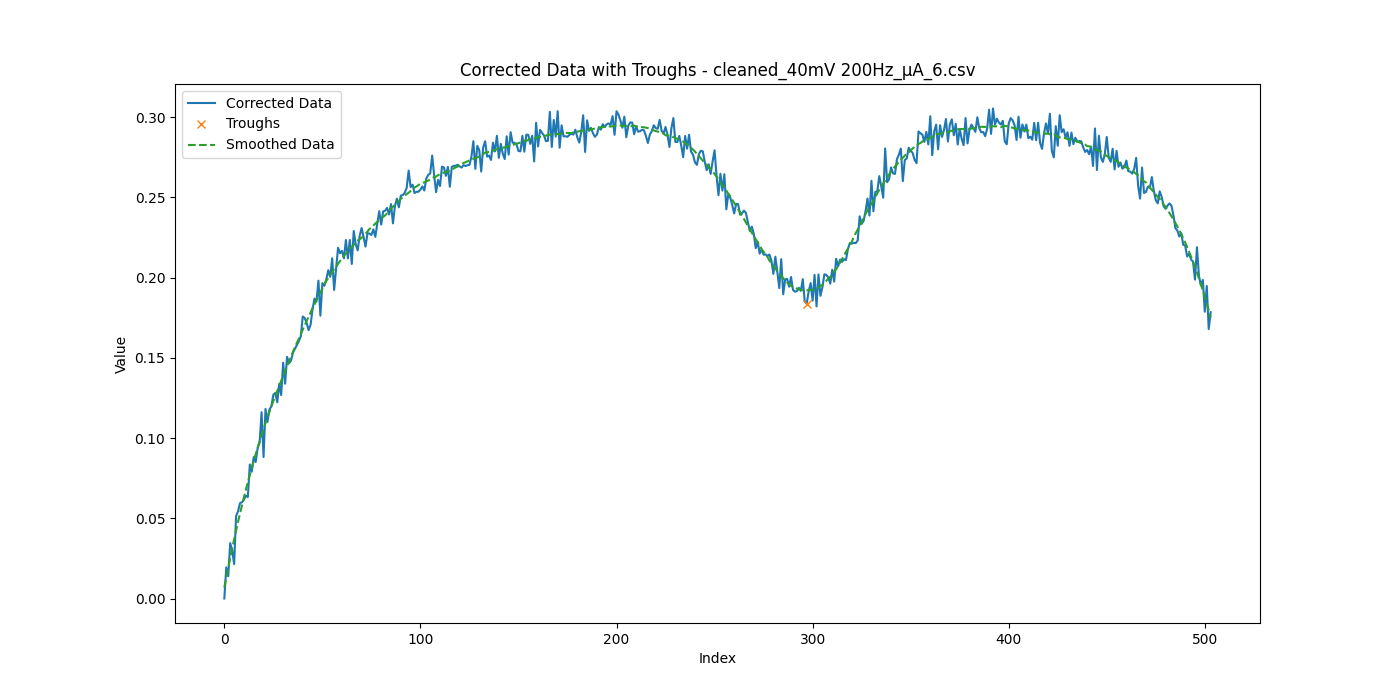 Corrected Data with Troughs - cleaned_40mV 200Hz_μA_6.csv
Corrected Data
Troughs
Smoothed Data
0.30
0.25
0.20
0.15
0.10
0.05
0.00
Value
0 100 200 300 400 500
Index